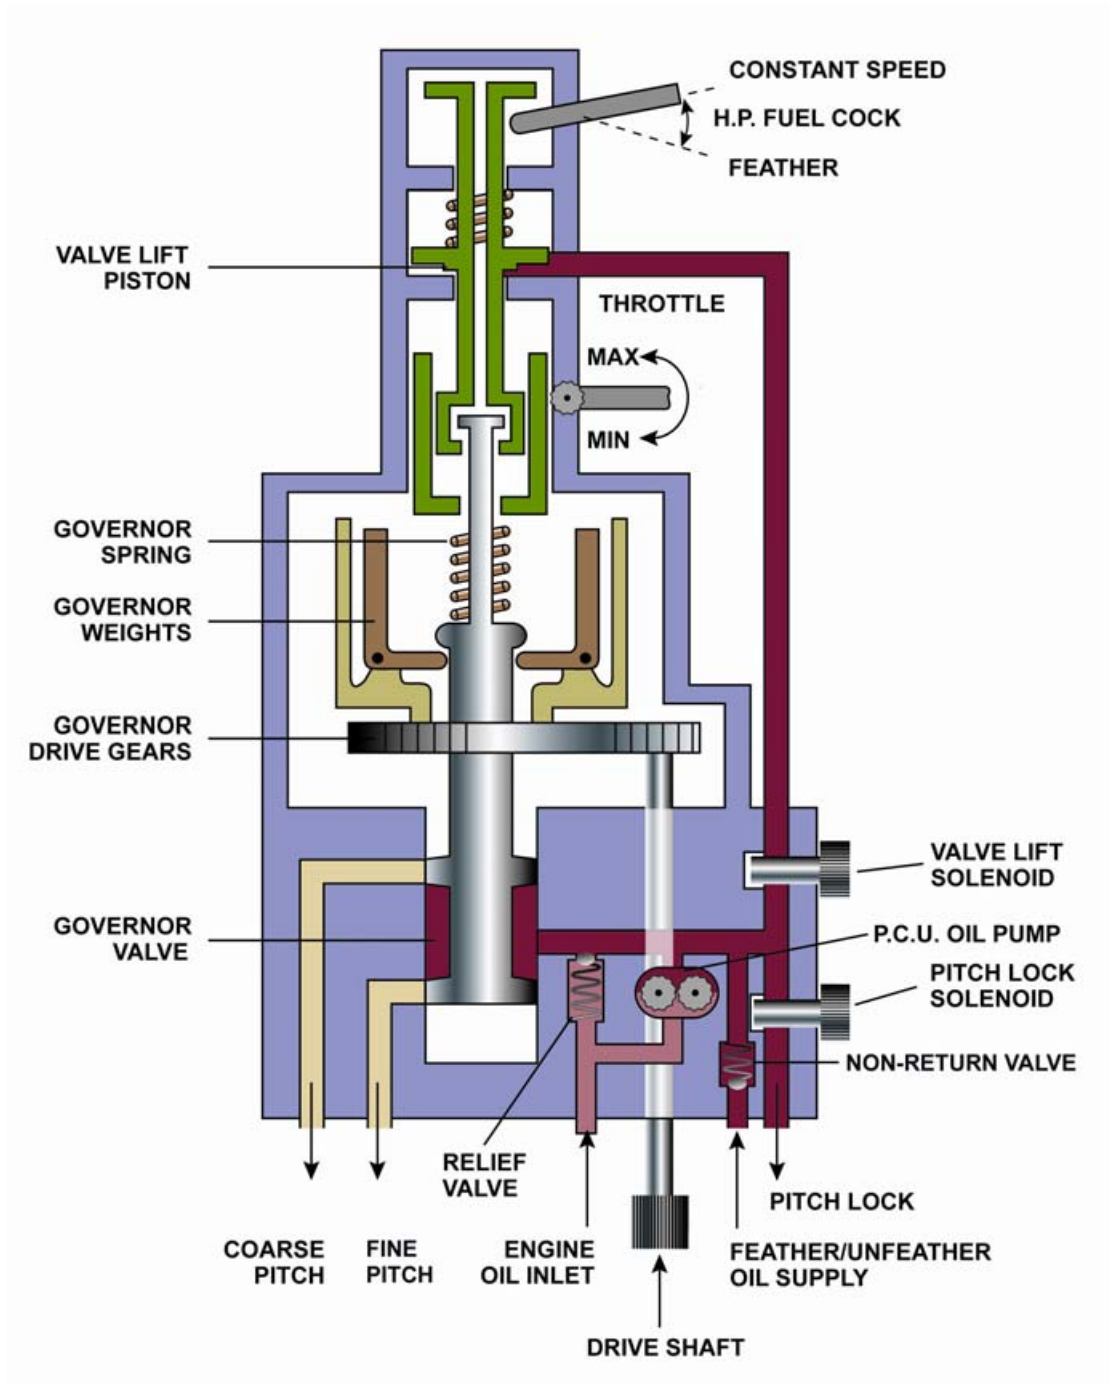 CONSTANT SPEED
H.P. FUEL COCK
FEATHER
VALVE LIFT
PISTON
THROTTLE
MAX
MIN
GOVERNOR
SPRING
GOVERNOR
WEIGHTS
GOVERNOR
DRIVE GEARS
VALVE LIFT
SOLENOID
GOVERNOR
VALVE
P.C.U. OIL PUMP
PITCH LOCK
SOLENOID
NON-RETURN VALVE
RELIEF
VALVE
PITCH LOCK
COARSE
PITCH
FINE
PITCH
ENGINE
OIL INLET
FEATHER/UNFEATHER
OIL SUPPLY
DRIVE SHAFT